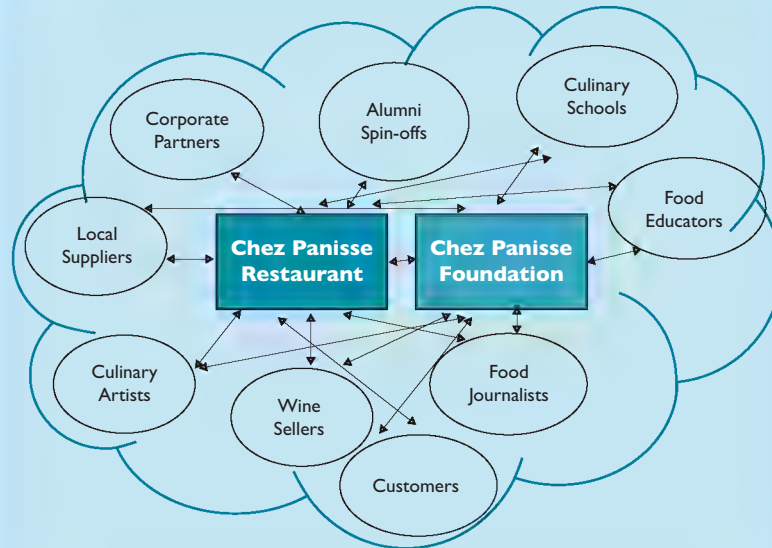 Culinary
Schools
Alumni
Spin-offs
Corporate
Partners
Food
Educators
Local
Suppliers
Chez Panisse
Restaurant
Chez Panisse
Foundation
Culinary
Artists
Wine
Sellers
Food
Journalists
Customers